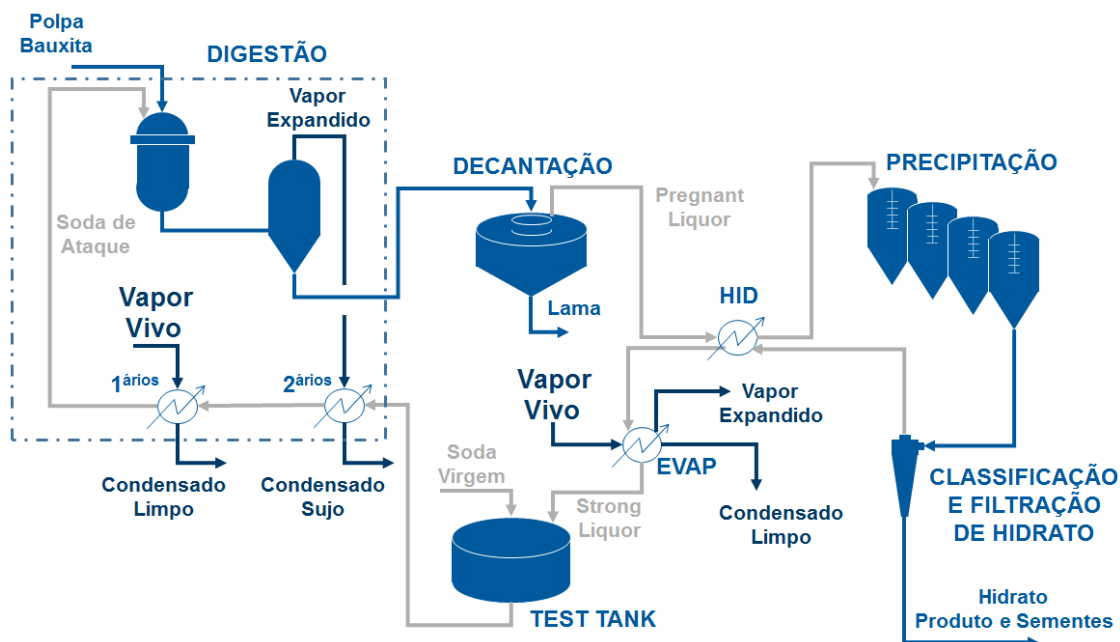 Polpa
Bauxita
DIGESTÃO
Vapor
Expandido
Soda de
Ataque
DECANTAÇÃO
Pregnant
Liquor
PRECIPITAÇÃO
Lama
HID
Vapor
Vivo
1ários
2ários
Vapor
Vivo
Vapor
Expandido
EVAP
Soda
Virgem
Strong
Liquor
Condensado
Limpo
Condensado
Sujo
Condensado
Limpo
CLASSIFICAÇÃO
E FILTRAÇÃO
DE HIDRATO
TEST TANK
Hidrato
Produto e Sementes